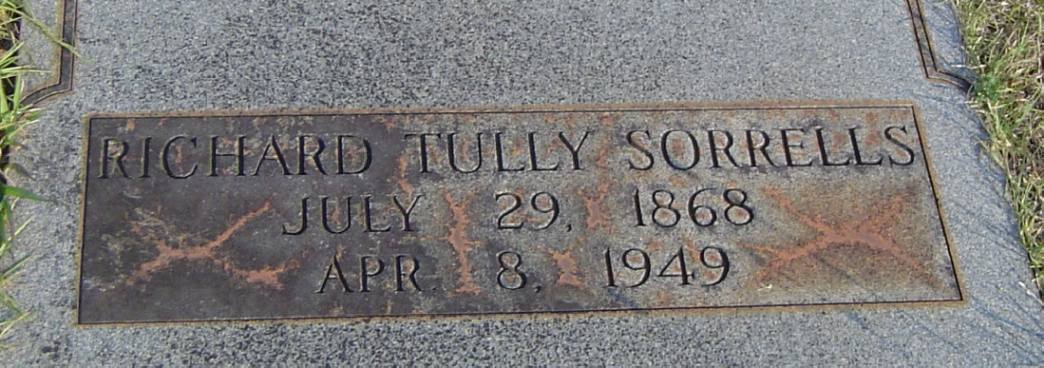 RICHARD TULLY SORRELLS
JULY 29, 1868
APR. 8, 1949